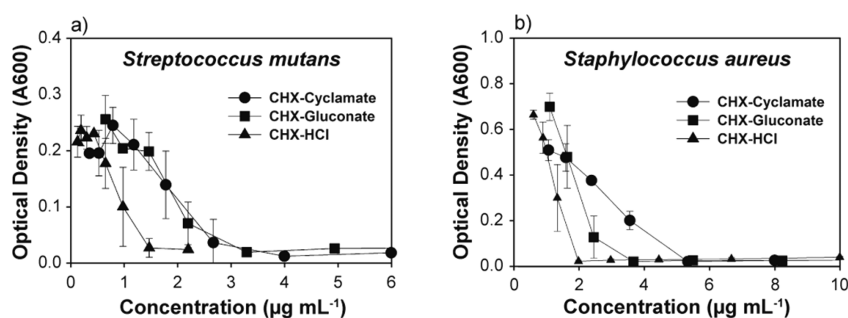 a)
Streptococcus mutans
CHX-Cyclamate
CHX-Gluconate
CHX-HCl
Optical Density (A600)
0.4
0.3
0.2
0.1
0.0
0 1 2 3 4 5 6
Concentration (µg mL⁻¹)
b)
Staphylococcus aureus
CHX-Cyclamate
CHX-Gluconate
CHX-HCl
Optical Density (A600)
1.0
0.8
0.6
0.4
0.2
0.0
0 2 4 6 8 10
Concentration (µg mL⁻¹)